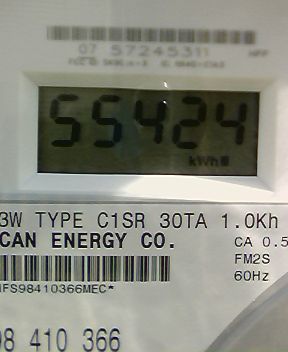 07 57245311
55424
kWh
3W TYPE C1SR 30TA 1.0Kh
CAN ENERGY CO.
CA 0.5
FM2S
60Hz
IFS98410366MEC*
98 410 366